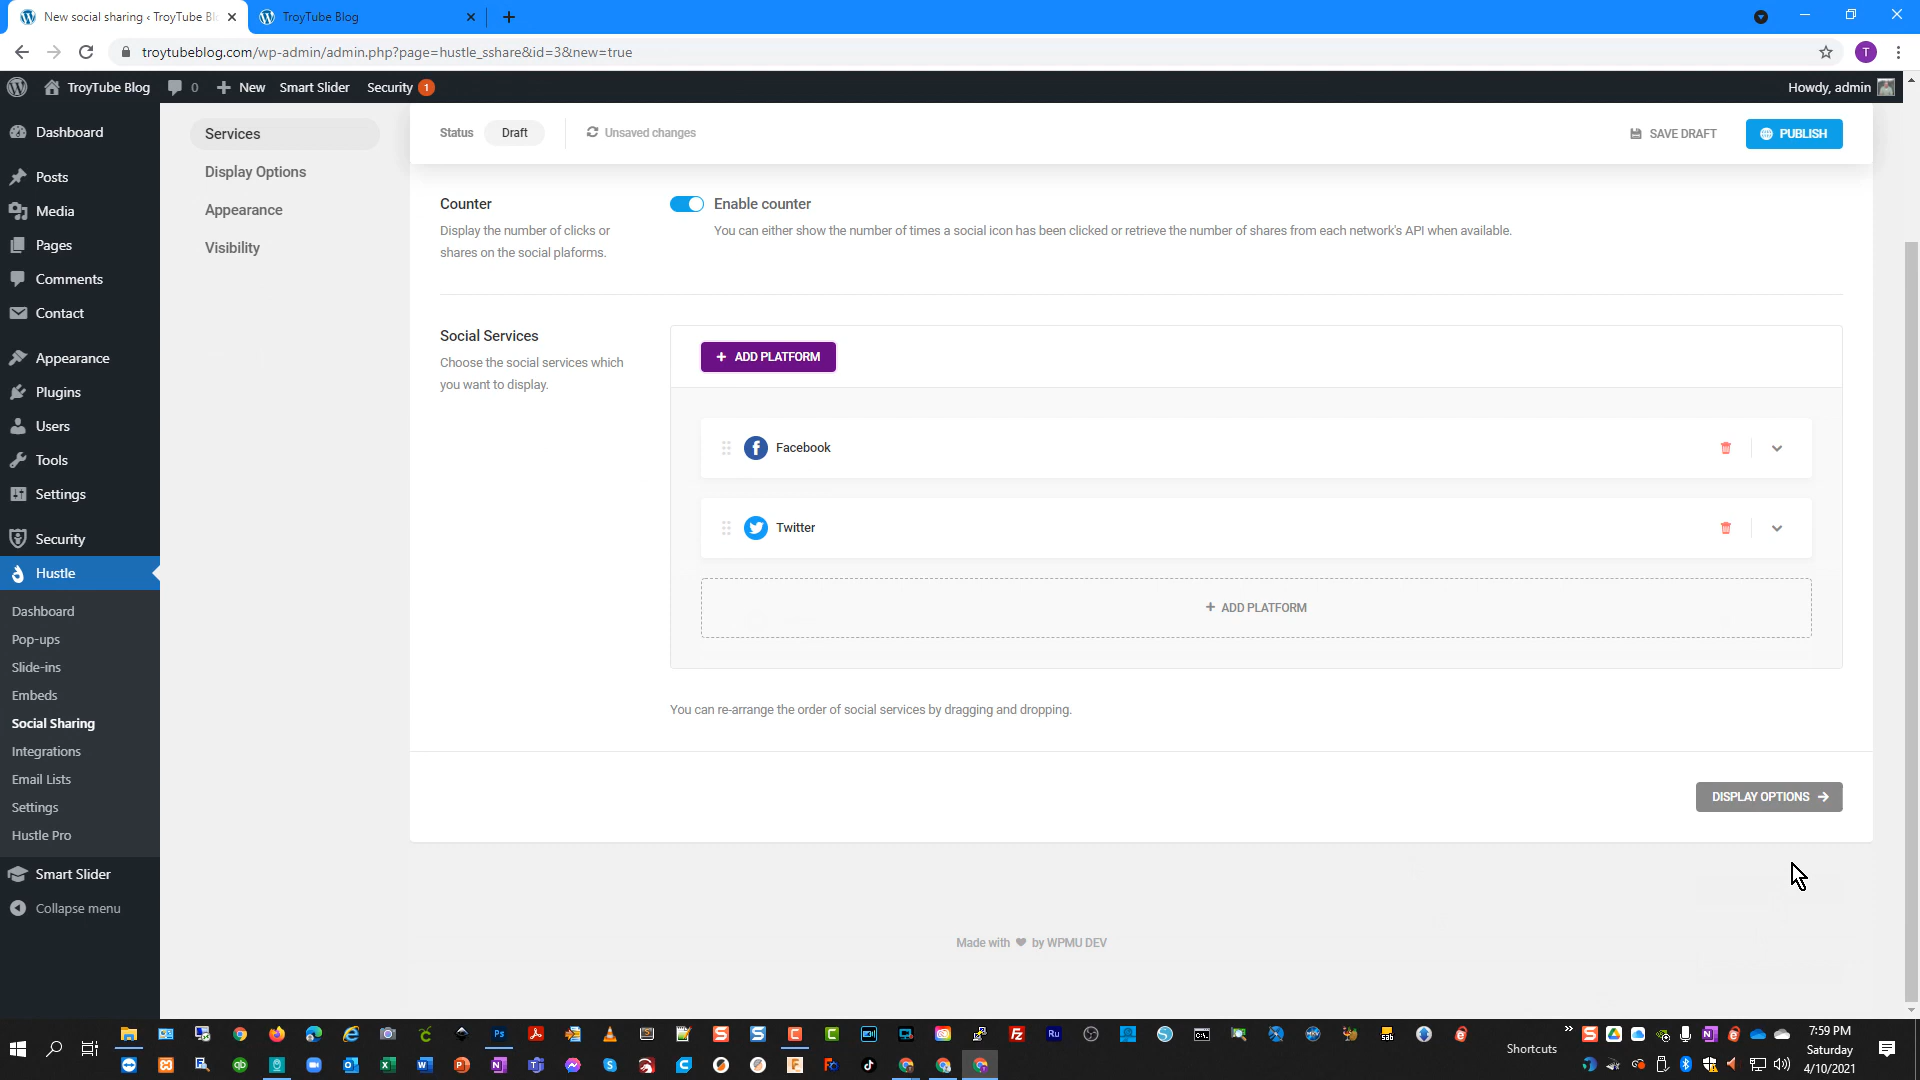 New social sharing ‹ TroyTube Bl
TroyTube Blog
troytubeblog.com/wp-admin/admin.php?page=hustle_sshare&id=3&new=true
T
TroyTube Blog
0
New
Smart Slider
Security
1
Howdy, admin
Dashboard
Posts
Media
Pages
Comments
Contact
Appearance
Plugins
Users
Tools
Settings
Security
Hustle
Dashboard
Pop-ups
Slide-ins
Embeds
Social Sharing
Integrations
Email Lists
Settings
Hustle Pro
Smart Slider
Collapse menu
Services
Display Options
Appearance
Visibility
Status
Draft
Unsaved changes
SAVE DRAFT
PUBLISH
Counter
Display the number of clicks or
shares on the social plaforms.
Enable counter
You can either show the number of times a social icon has been clicked or retrieve the number of shares from each network's API when available.
Social Services
Choose the social services which
you want to display.
+ ADD PLATFORM
Facebook
Twitter
+ ADD PLATFORM
You can re-arrange the order of social services by dragging and dropping.
DISPLAY OPTIONS →
Made with ♥ by WPMU DEV
Shortcuts
7:59 PM
Saturday
4/10/2021